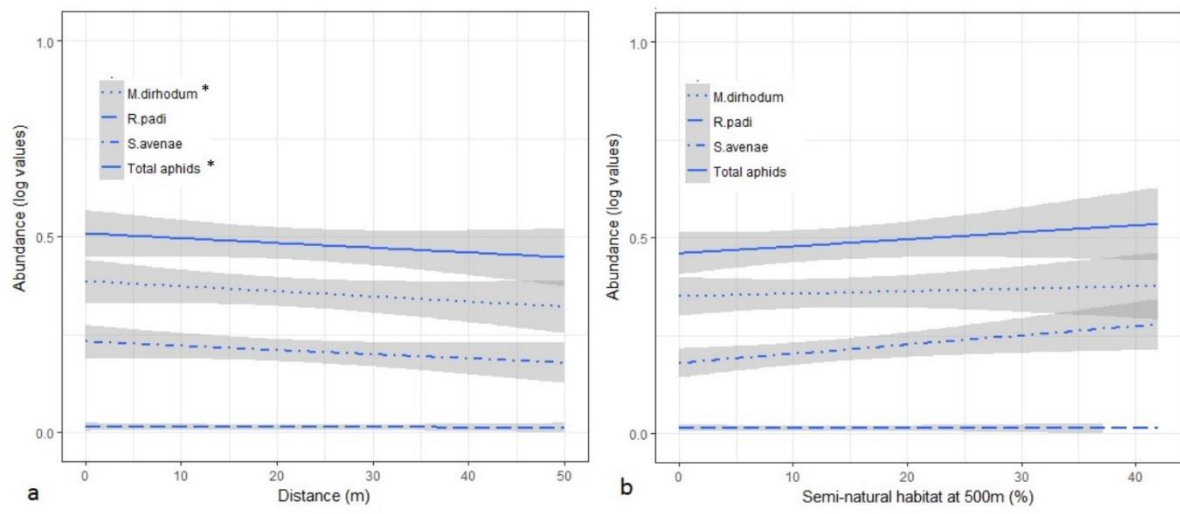 1.0
0.5
0.0
Abundance (log values)
M.dirhodum *
R.padi
S.avenae
Total aphids *
0 10 20 30 40 50
Distance (m)
a
1.0
0.5
0.0
Abundance (log values)
M.dirhodum
R.padi
S.avenae
Total aphids
0 10 20 30 40
Semi-natural habitat at 500m (%)
b